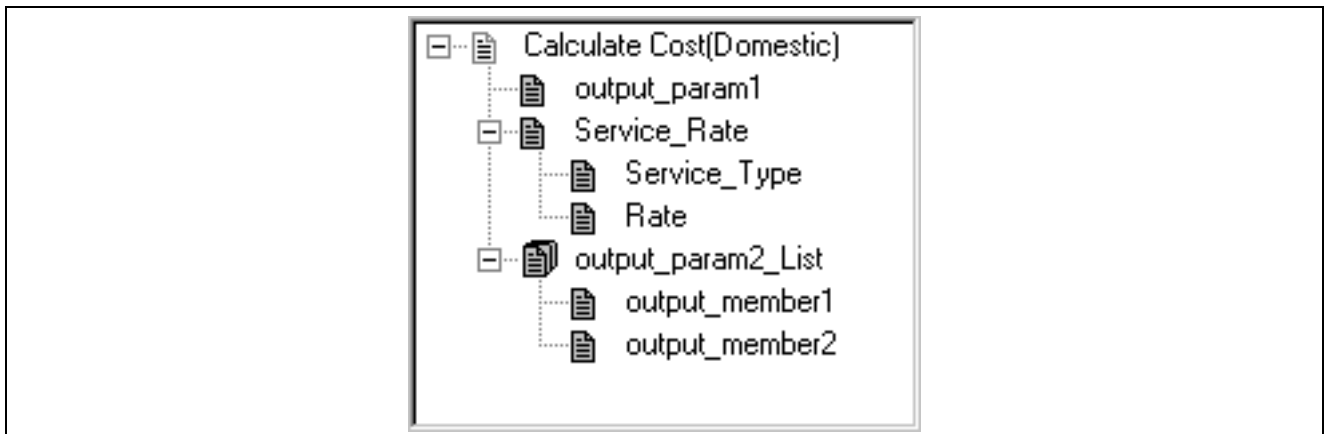 Calculate Cost(Domestic)
output_param1
Service_Rate
Service_Type
Rate
output_param2_List
output_member1
output_member2